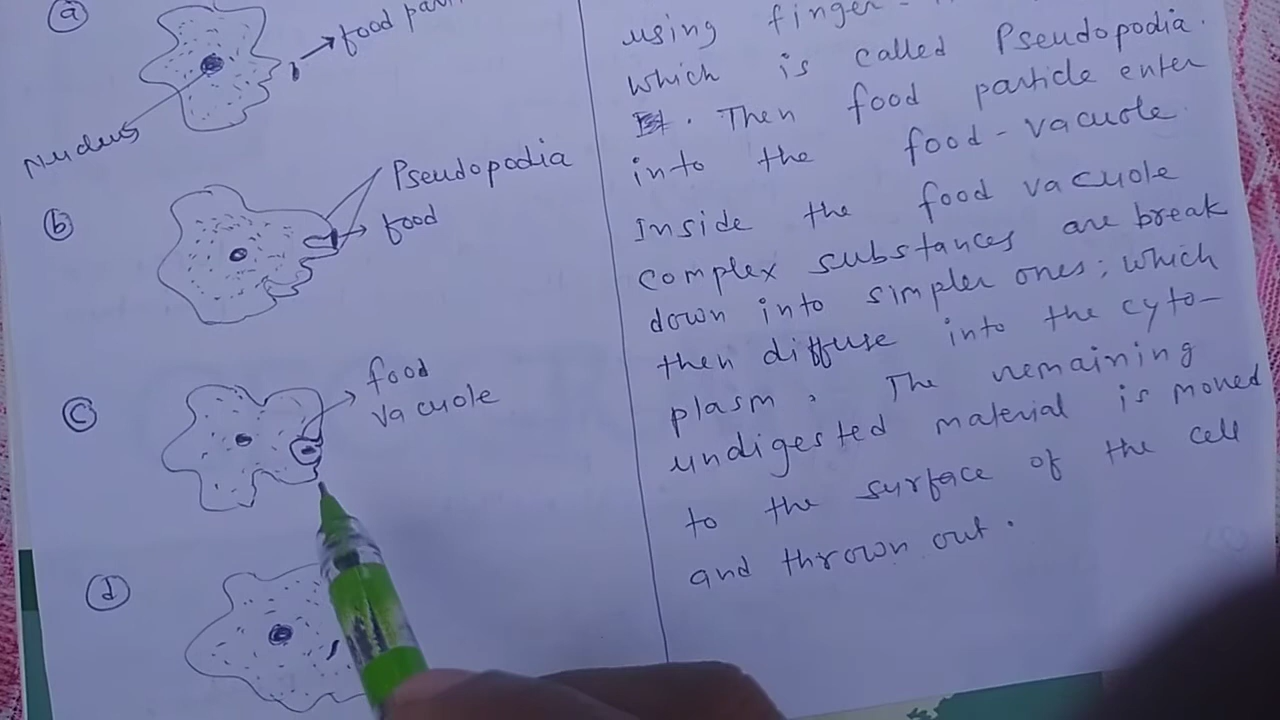 (a)
food
Nucleus
(b)
Pseudopodia
food
(c)
food
vacuole
(d)
using finger-
which is called Pseudopodia.
. Then food particle enter
into the food-vacuole.
Inside the food vacuole
complex substances are break
down into simpler ones; which
then diffuse into the cyto-
plasm. The remaining
undigested material is moved
to the surface of the cell
and thrown out.